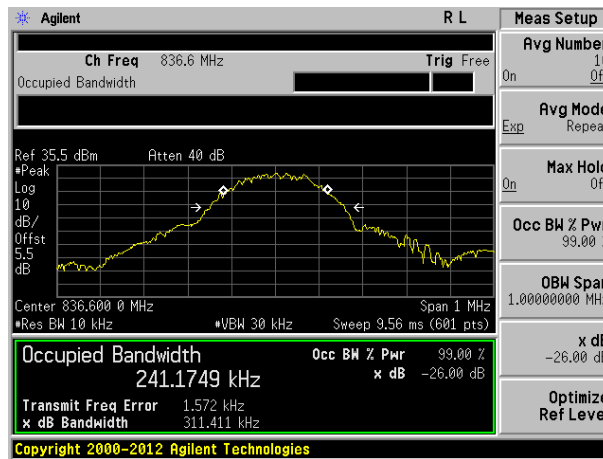 Agilent R L Meas Setup
Ch Freq 836.6 MHz Trig Free
Occupied Bandwidth
Avg Number
On Off
Avg Mode
Exp Repeat
Max Hold
On Off
Occ BW % Pwr
99.00
OBW Span
1.00000000 MHz
x dB
-26.00 dB
Optimize
Ref Level
Ref 35.5 dBm Atten 40 dB
#Peak
Log
10
dB/
Offst
5.5
dB
Center 836.600 0 MHz Span 1 MHz
#Res BW 10 kHz #VBW 30 kHz Sweep 9.56 ms (601 pts)
Occupied Bandwidth Occ BW % Pwr 99.00 %
241.1749 kHz x dB -26.00 dB
Transmit Freq Error 1.572 kHz
x dB Bandwidth 311.411 kHz
Copyright 2000-2012 Agilent Technologies